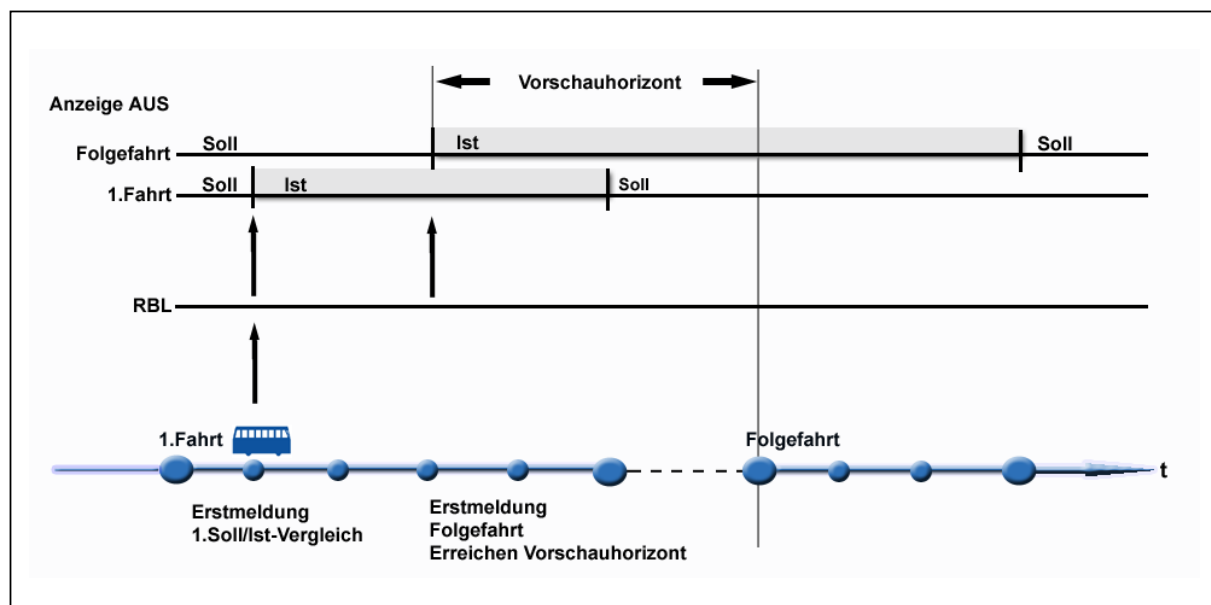 Vorschauhorizont
Anzeige AUS
Soll
Ist
Soll
Folgefahrt
Soll
Ist
Soll
1.Fahrt
RBL
1.Fahrt
Folgefahrt
t
Erstmeldung
1.Soll/Ist-Vergleich
Erstmeldung
Folgefahrt
Erreichen Vorschauhorizont